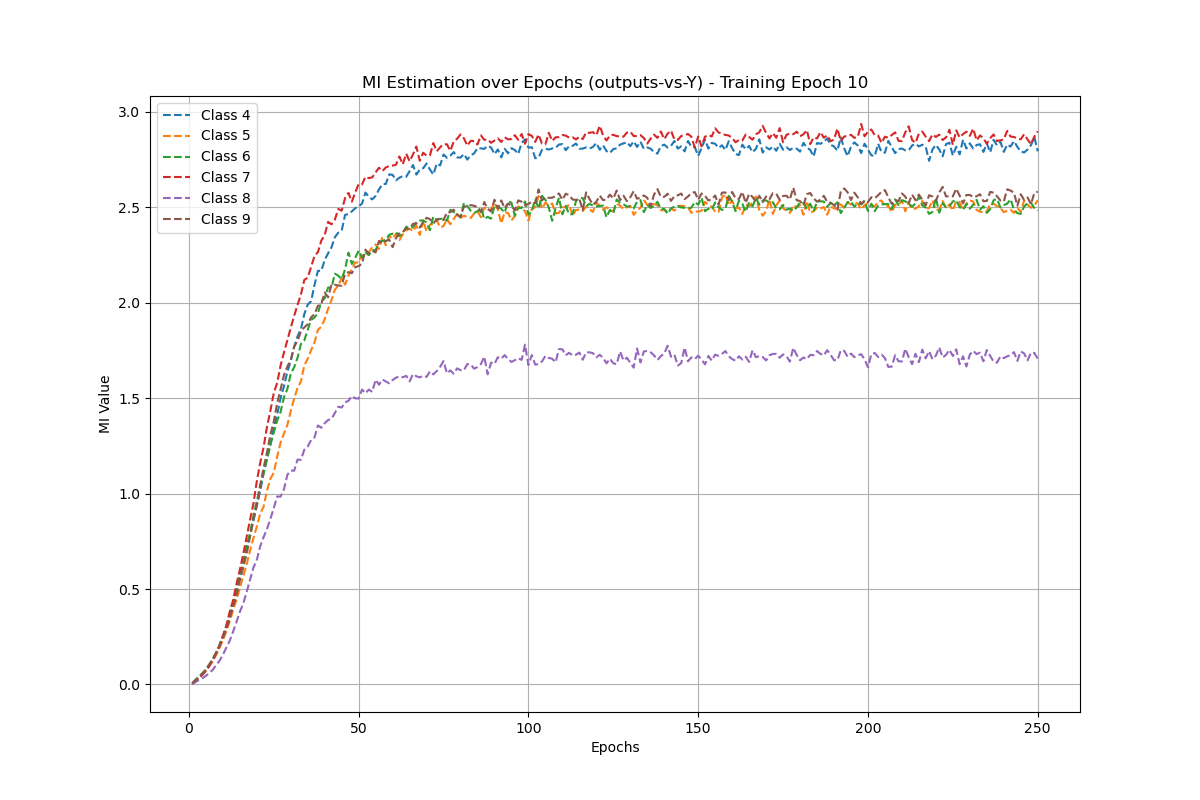 MI Estimation over Epochs (outputs-vs-Y) - Training Epoch 10
Class 4
Class 5
Class 6
Class 7
Class 8
Class 9
MI Value
3.0
2.5
2.0
1.5
1.0
0.5
0.0
0
50
100
150
200
250
Epochs